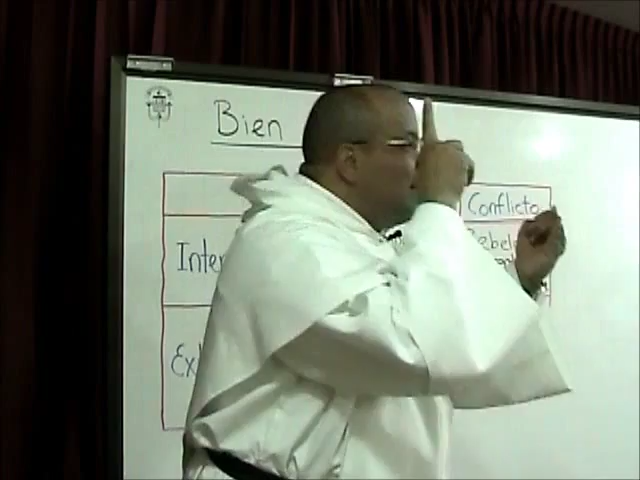 Bien
Conflicto
Rebel
Inter
Ex